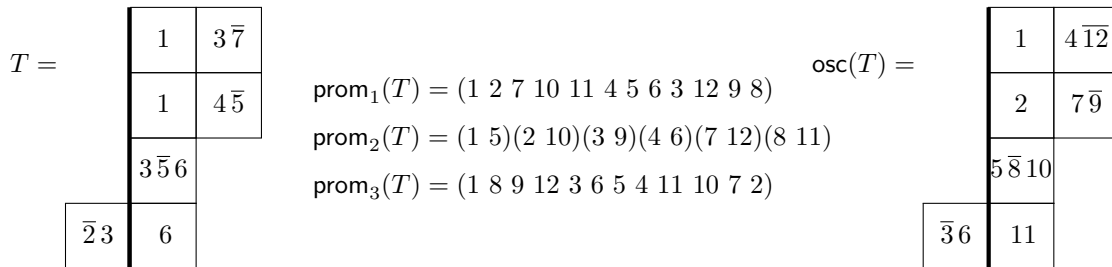 T =
1 3 7̅
1 4 5̅
3 5̅ 6
2̅ 3 6
prom₁(T) = (1 2 7 10 11 4 5 6 3 12 9 8)
prom₂(T) = (1 5)(2 10)(3 9)(4 6)(7 12)(8 11)
prom₃(T) = (1 8 9 12 3 6 5 4 11 10 7 2)
osc(T) =
1 4 1̅2̅
2 7 9̅
5 8̅ 10
3̅ 6 11